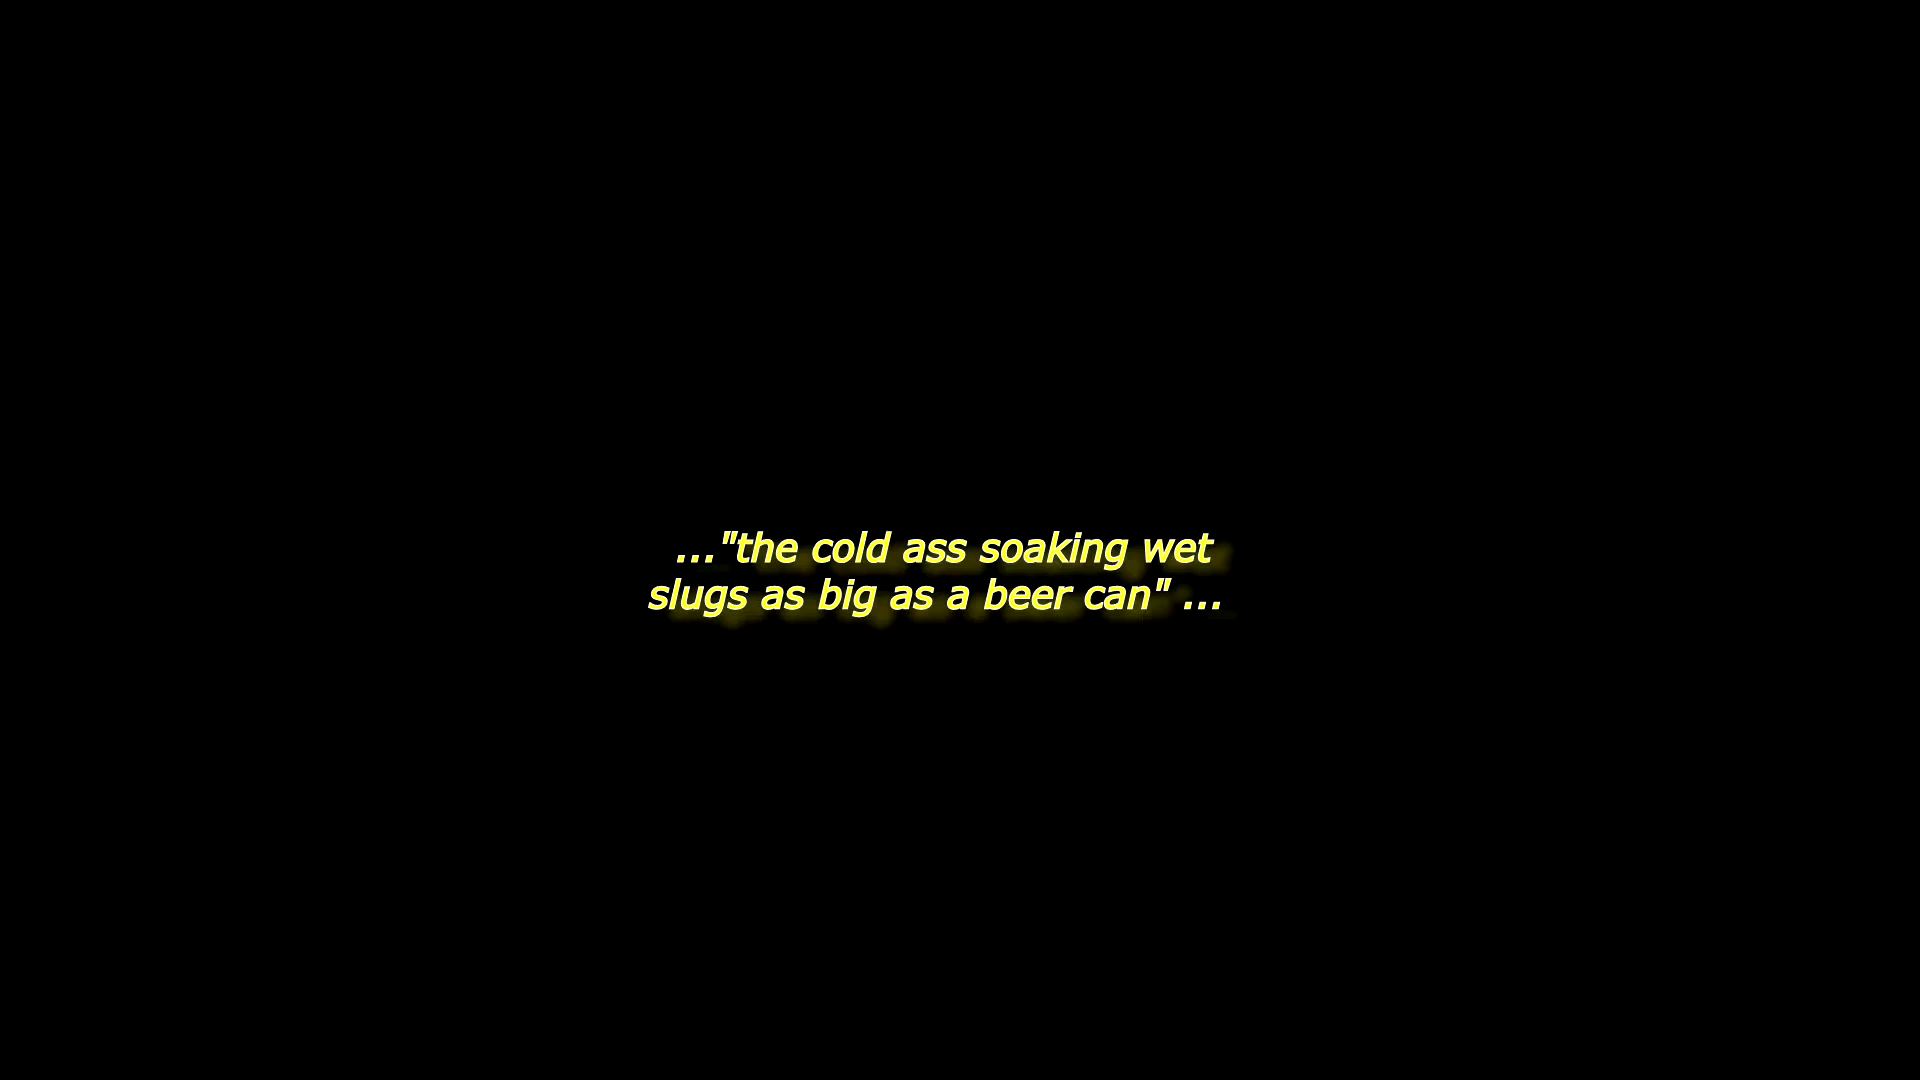 ..."the cold ass soaking wet
slugs as big as a beer can" ...